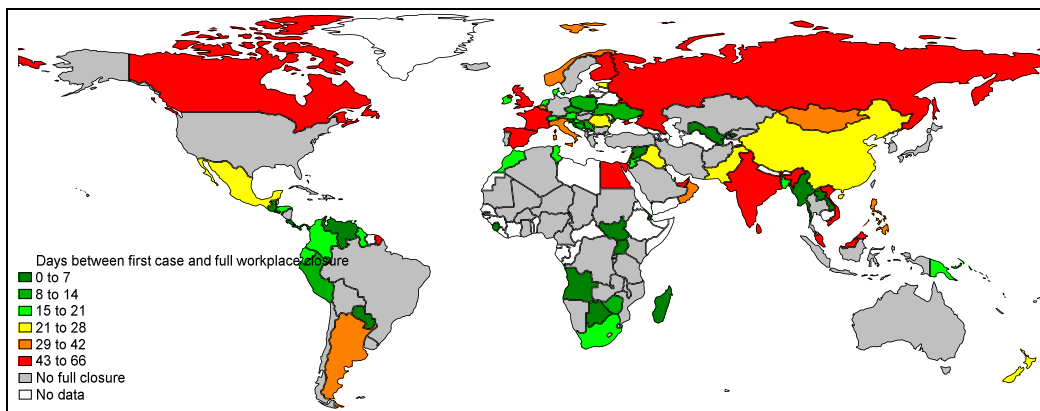 Days between first case and full workplace closure
0 to 7
8 to 14
15 to 21
21 to 28
29 to 42
43 to 66
No full closure
No data